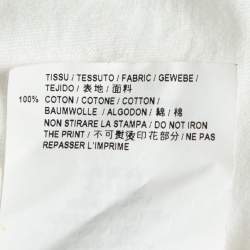 TISSU / TESSUTO / FABRIC / GEWEBE /
TEJIDO / 表地 / 面料
100% COTON / COTONE / COTTON /
BAUMWOLLE / ALGODON / 綿 / 棉
NON STIRARE LA STAMPA / DO NOT IRON
THE PRINT / 不可熨烫印花部分 / NE PAS
REPASSER L'IMPRIME